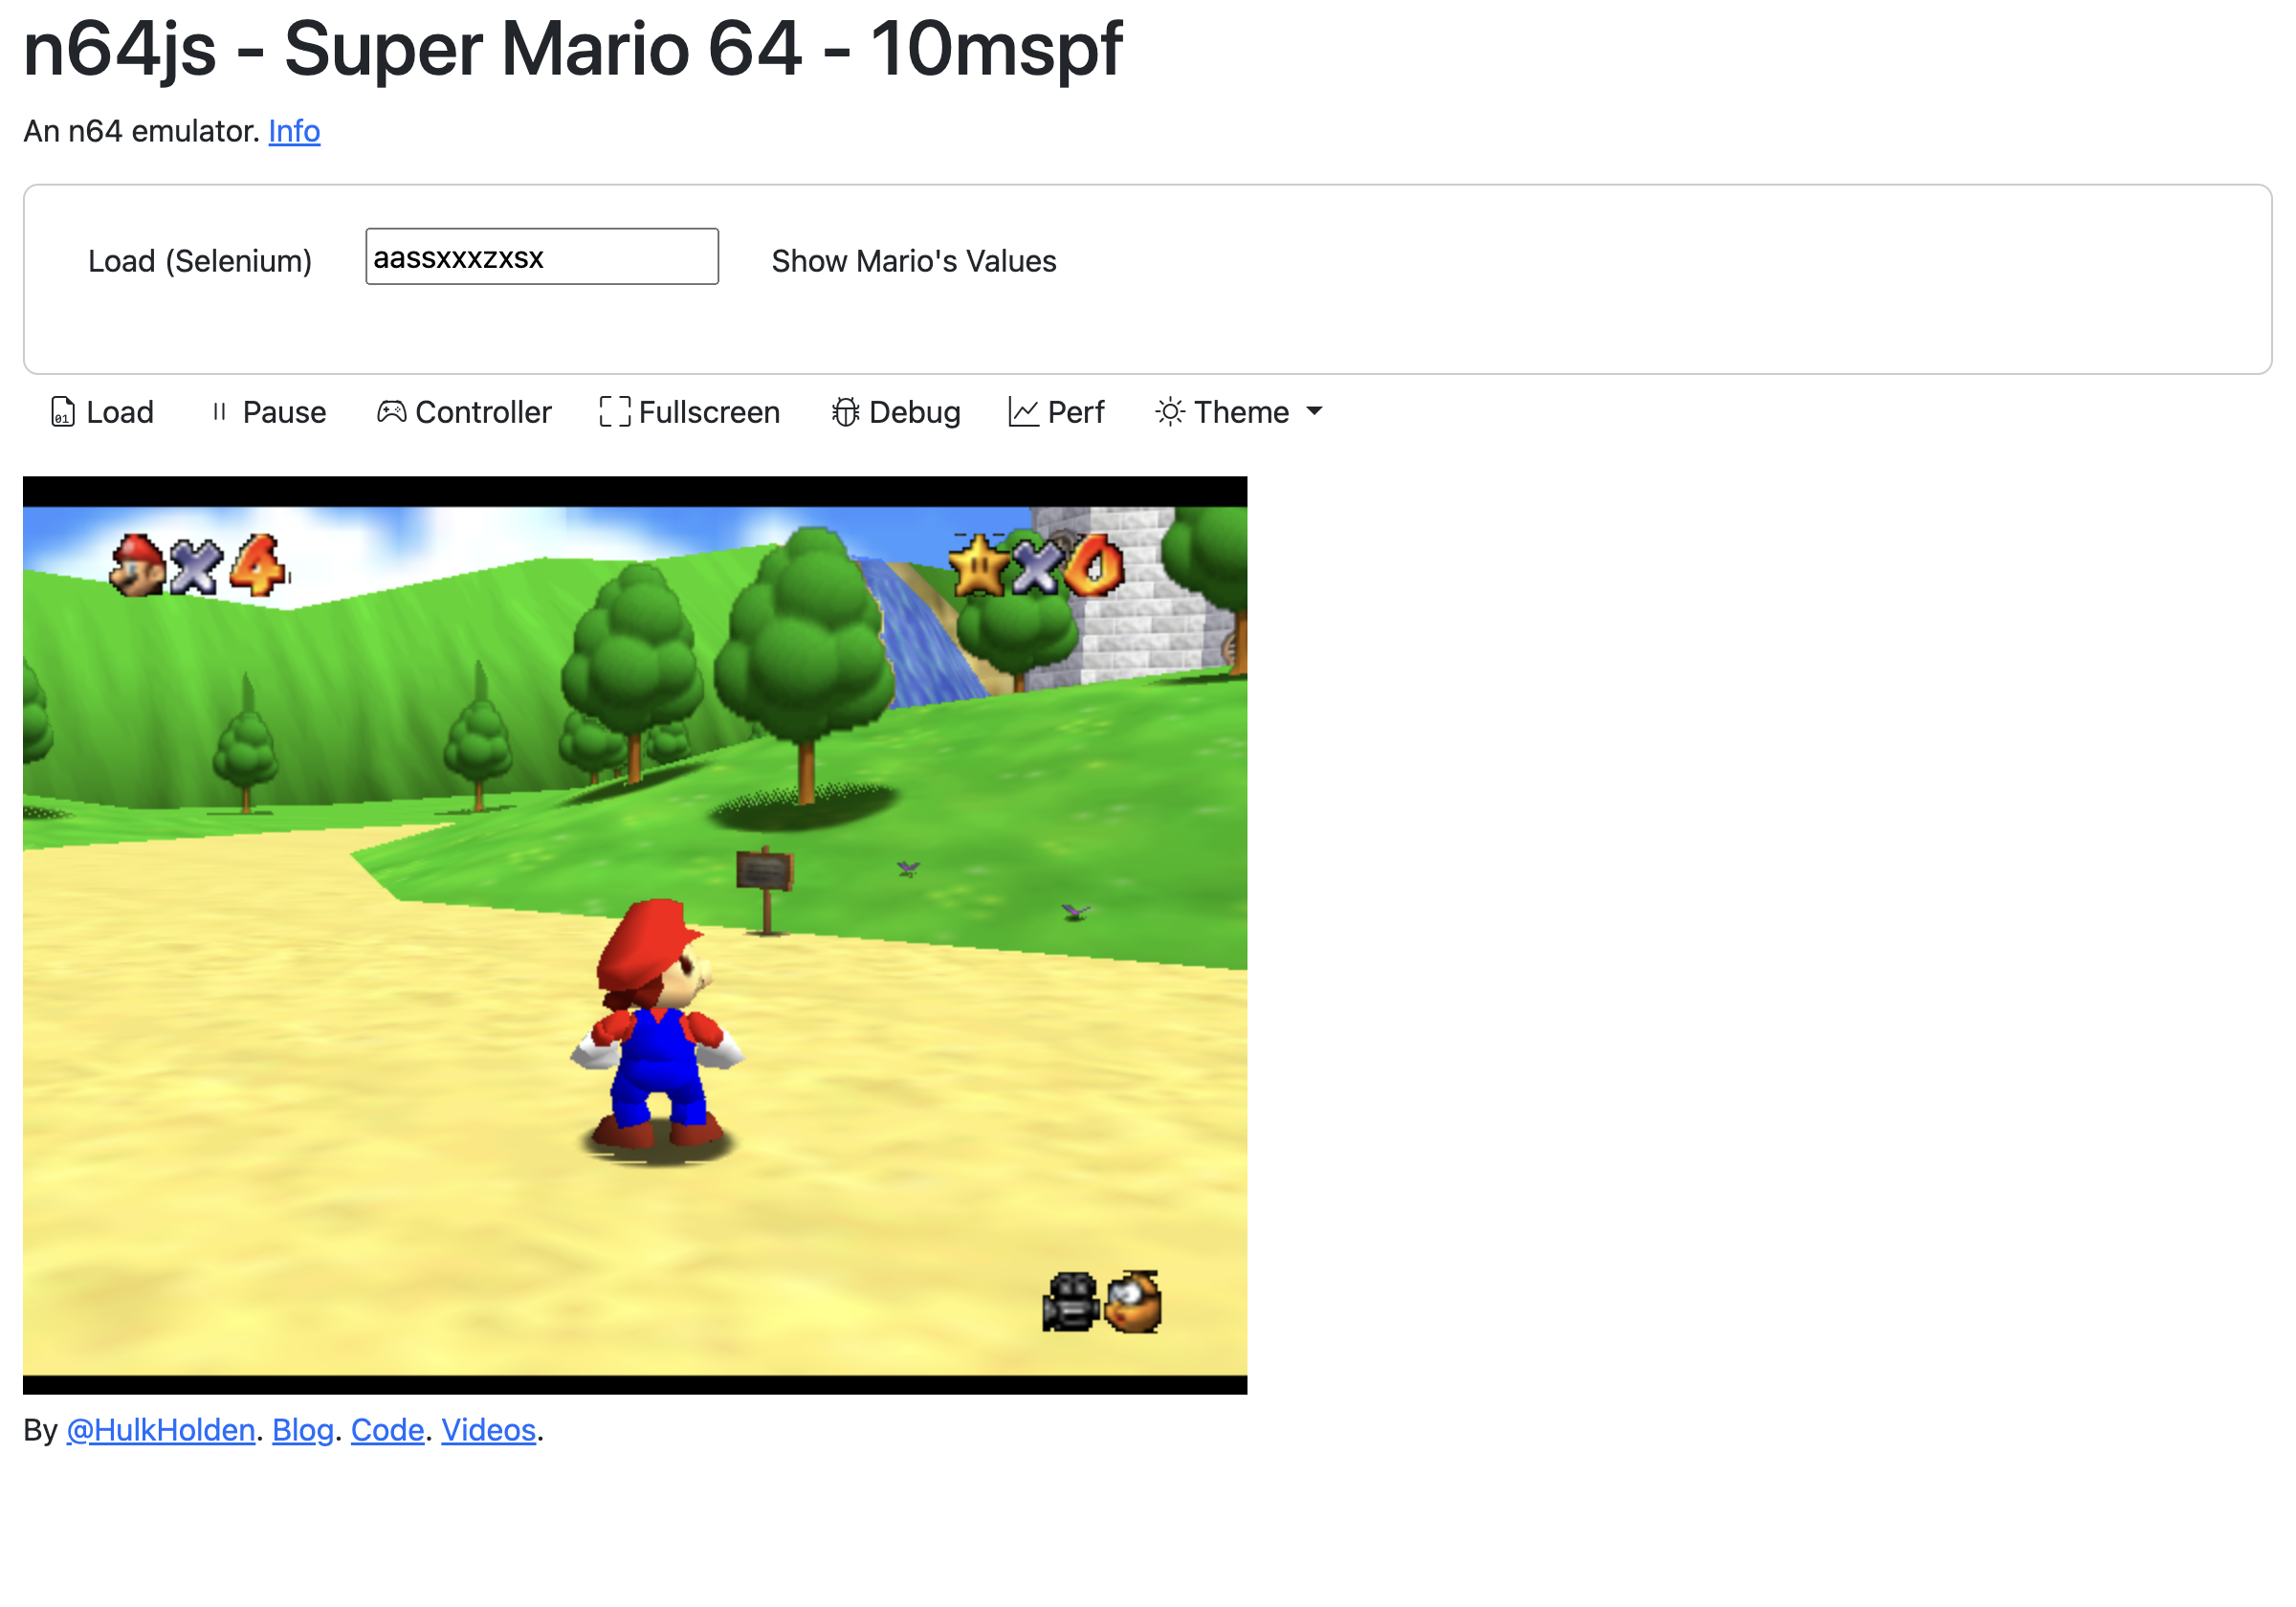 n64js - Super Mario 64 - 10mspf
An n64 emulator. Info
Load (Selenium) aassxxxzxsx Show Mario's Values
01 Load Pause Controller Fullscreen Debug Perf Theme
×4 ×0
By @HulkHolden. Blog. Code. Videos.